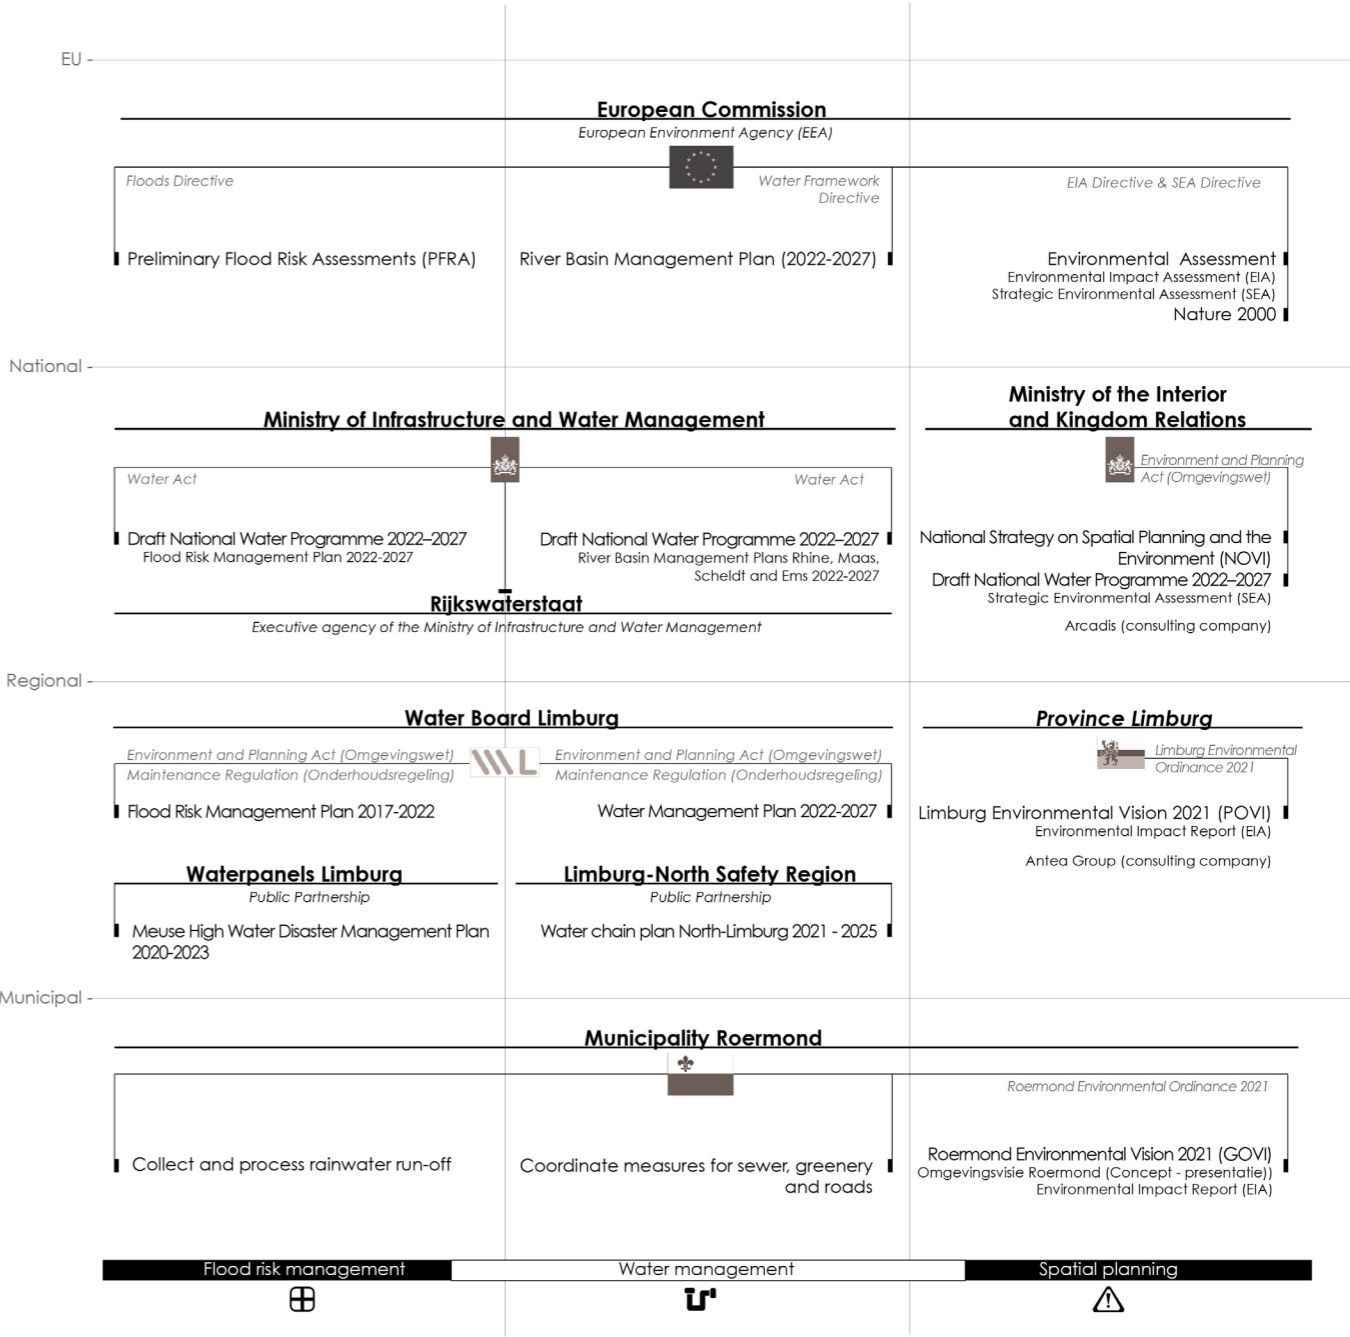 EU -
European Commission
European Environment Agency (EEA)
Floods Directive
Water Framework
Directive
EIA Directive & SEA Directive
Preliminary Flood Risk Assessments (PFRA)
River Basin Management Plan (2022-2027)
Environmental Assessment
Environmental Impact Assessment (EIA)
Strategic Environmental Assessment (SEA)
Nature 2000
National -
Ministry of Infrastructure and Water Management
Ministry of the Interior
and Kingdom Relations
Water Act
Water Act
Environment and Planning
Act (Omgevingswet)
Draft National Water Programme 2022–2027
Flood Risk Management Plan 2022-2027
Draft National Water Programme 2022–2027
River Basin Management Plans Rhine, Maas,
Scheldt and Ems 2022-2027
National Strategy on Spatial Planning and the
Environment (NOVI)
Draft National Water Programme 2022–2027
Strategic Environmental Assessment (SEA)
Arcadis (consulting company)
Rijkswaterstaat
Executive agency of the Ministry of Infrastructure and Water Management
Regional -
Water Board Limburg
Province Limburg
Environment and Planning Act (Omgevingswet)
Maintenance Regulation (Onderhoudsregeling)
WL
Environment and Planning Act (Omgevingswet)
Maintenance Regulation (Onderhoudsregeling)
Limburg Environmental
Ordinance 2021
Flood Risk Management Plan 2017-2022
Water Management Plan 2022-2027
Limburg Environmental Vision 2021 (POVI)
Environmental Impact Report (EIA)
Antea Group (consulting company)
Waterpanels Limburg
Public Partnership
Limburg-North Safety Region
Public Partnership
Meuse High Water Disaster Management Plan
2020-2023
Water chain plan North-Limburg 2021 - 2025
Municipal -
Municipality Roermond
Roermond Environmental Ordinance 2021
Collect and process rainwater run-off
Coordinate measures for sewer, greenery
and roads
Roermond Environmental Vision 2021 (GOVI)
Omgevingsvisie Roermond (Concept - presentatie))
Environmental Impact Report (EIA)
Flood risk management
Water management
Spatial planning